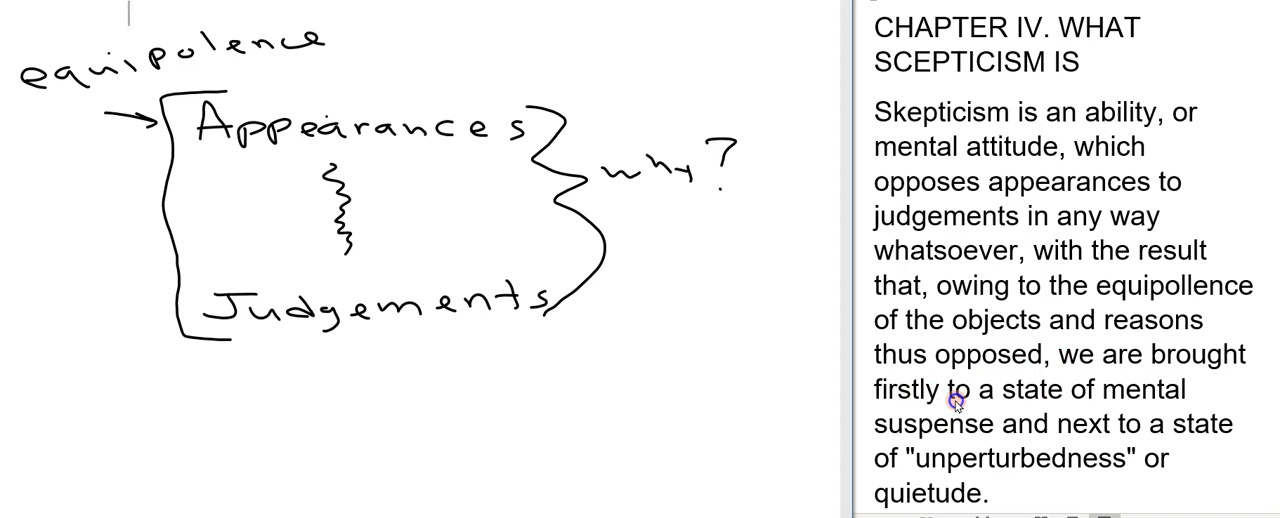 equipolence
Appearances
why?
Judgements
CHAPTER IV. WHAT
SCEPTICISM IS
Skepticism is an ability, or
mental attitude, which
opposes appearances to
judgements in any way
whatsoever, with the result
that, owing to the equipollence
of the objects and reasons
thus opposed, we are brought
firstly to a state of mental
suspense and next to a state
of "unperturbedness" or
quietude.